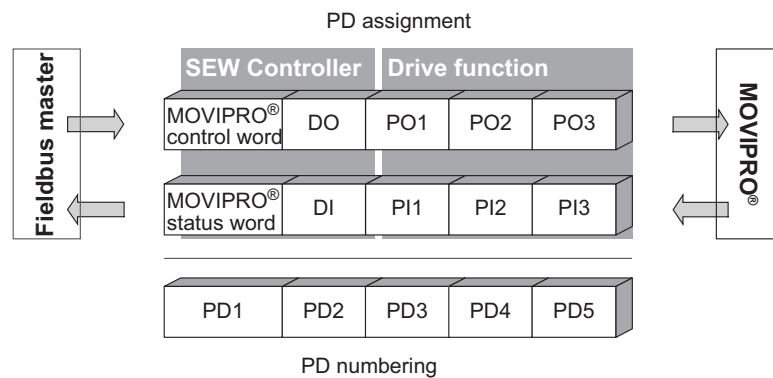 PD assignment
SEW Controller
Drive function
Fieldbus master
MOVIPRO®
control word
DO
PO1
PO2
PO3
MOVIPRO®
MOVIPRO®
status word
DI
PI1
PI2
PI3
PD1
PD2
PD3
PD4
PD5
PD numbering